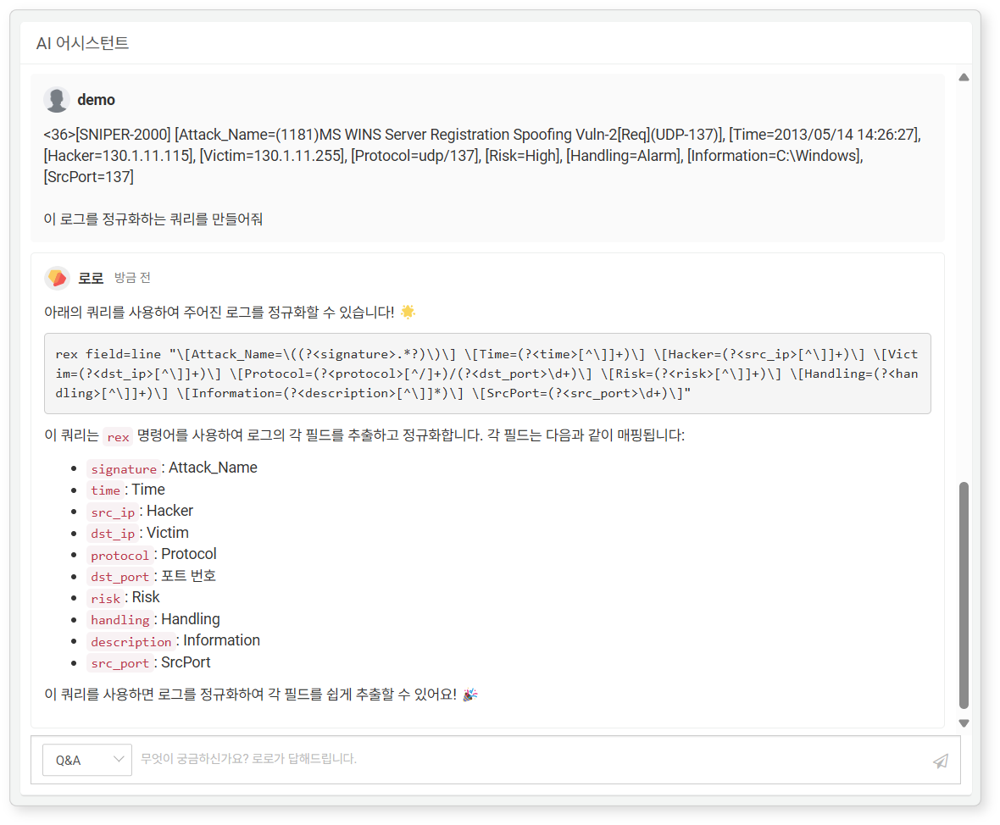 AI 어시스턴트
demo
<36>[SNIPER-2000] [Attack_Name=(1181)MS WINS Server Registration Spoofing Vuln-2[Req](UDP-137)], [Time=2013/05/14 14:26:27],
[Hacker=130.1.11.115], [Victim=130.1.11.255], [Protocol=udp/137], [Risk=High], [Handling=Alarm], [Information=C:\Windows],
[SrcPort=137]
이 로그를 정규화하는 쿼리를 만들어줘
로로 방금 전
아래의 쿼리를 사용하여 주어진 로그를 정규화할 수 있습니다! 🌟
rex field=line "\[Attack_Name=\((?<signature>.*?)\)\] \[Time=(?<time>[^\]]+)\] \[Hacker=(?<src_ip>[^\]]+)\] \[Vict
im=(?<dst_ip>[^\]]+)\] \[Protocol=(?<protocol>[^/]+)/(?<dst_port>\d+)\] \[Risk=(?<risk>[^\]]+)\] \[Handling=(?<han
dling>[^\]]+)\] \[Information=(?<description>[^\]]*)\] \[SrcPort=(?<src_port>\d+)\]"
이 쿼리는 rex 명령어를 사용하여 로그의 각 필드를 추출하고 정규화합니다. 각 필드는 다음과 같이 매핑됩니다:
• signature : Attack_Name
• time : Time
• src_ip : Hacker
• dst_ip : Victim
• protocol : Protocol
• dst_port : 포트 번호
• risk : Risk
• handling : Handling
• description : Information
• src_port : SrcPort
이 쿼리를 사용하면 로그를 정규화하여 각 필드를 쉽게 추출할 수 있어요! 🎉
Q&A 무엇이 궁금하신가요? 로로가 답해드립니다.